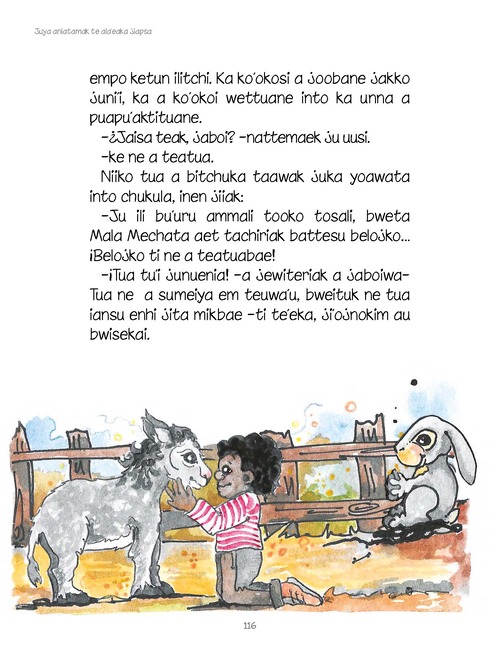 Juya aniatamak te ala'eaka jiapsa
empo ketun ilitchi. Ka ko'okosi a joobane jakko
juni'i, ka a ko'okoi wettuane into ka unna a
puapu'aktituane.
-¿Jaisa teak, jaboi? -nattemaek ju uusi.
-ke ne a teatua.
Niiko tua a bitchuka taawak juka yoawata
into chukula, inen jiiak:
-Ju ili bu'uru ammali tooko tosali, bweta
Mala Mechata aet tachiriak battesu belojko...
¡Belojko ti ne a teatuabae!
-¡Tua tu'i junuenia! -a jewiteriak a jaboiwa-
Tua ne a sumeiya em teuwa'u, bweituk ne tua
iansu enhi jita mikbae -ti te'eka, ji'ojnokim au
bwisekai.
116